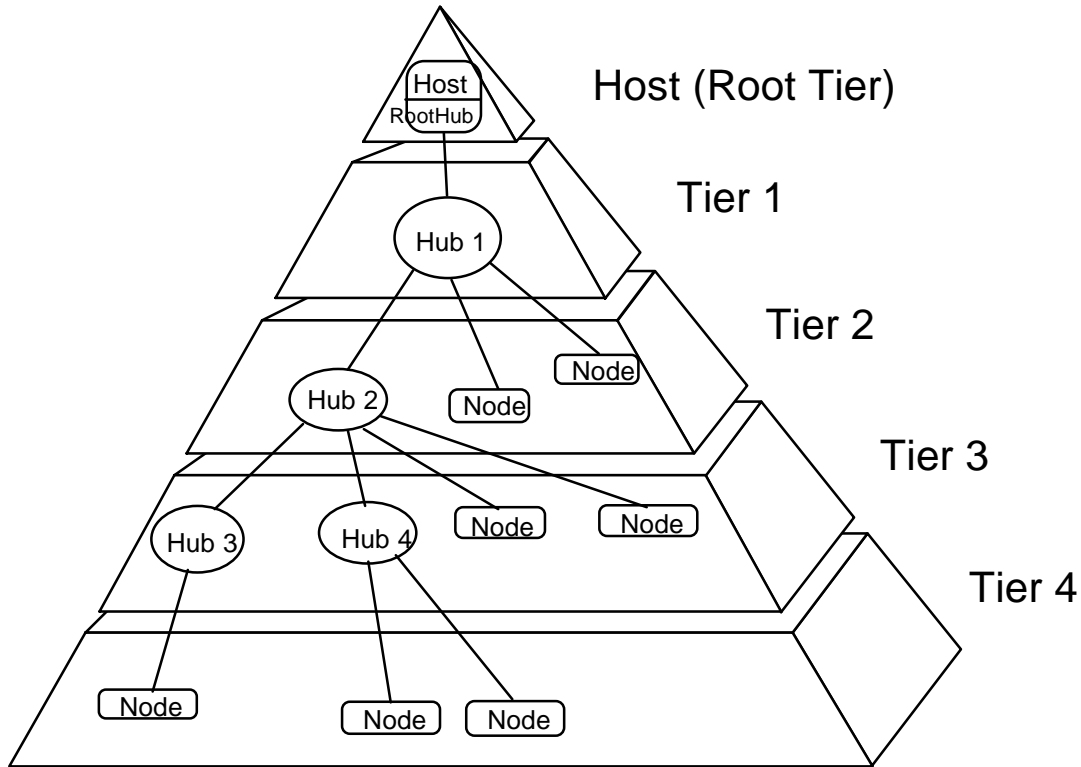 Host
RootHub
Host (Root Tier)
Tier 1
Hub 1
Tier 2
Node
Hub 2
Node
Tier 3
Hub 3
Hub 4
Node
Node
Tier 4
Node
Node
Node